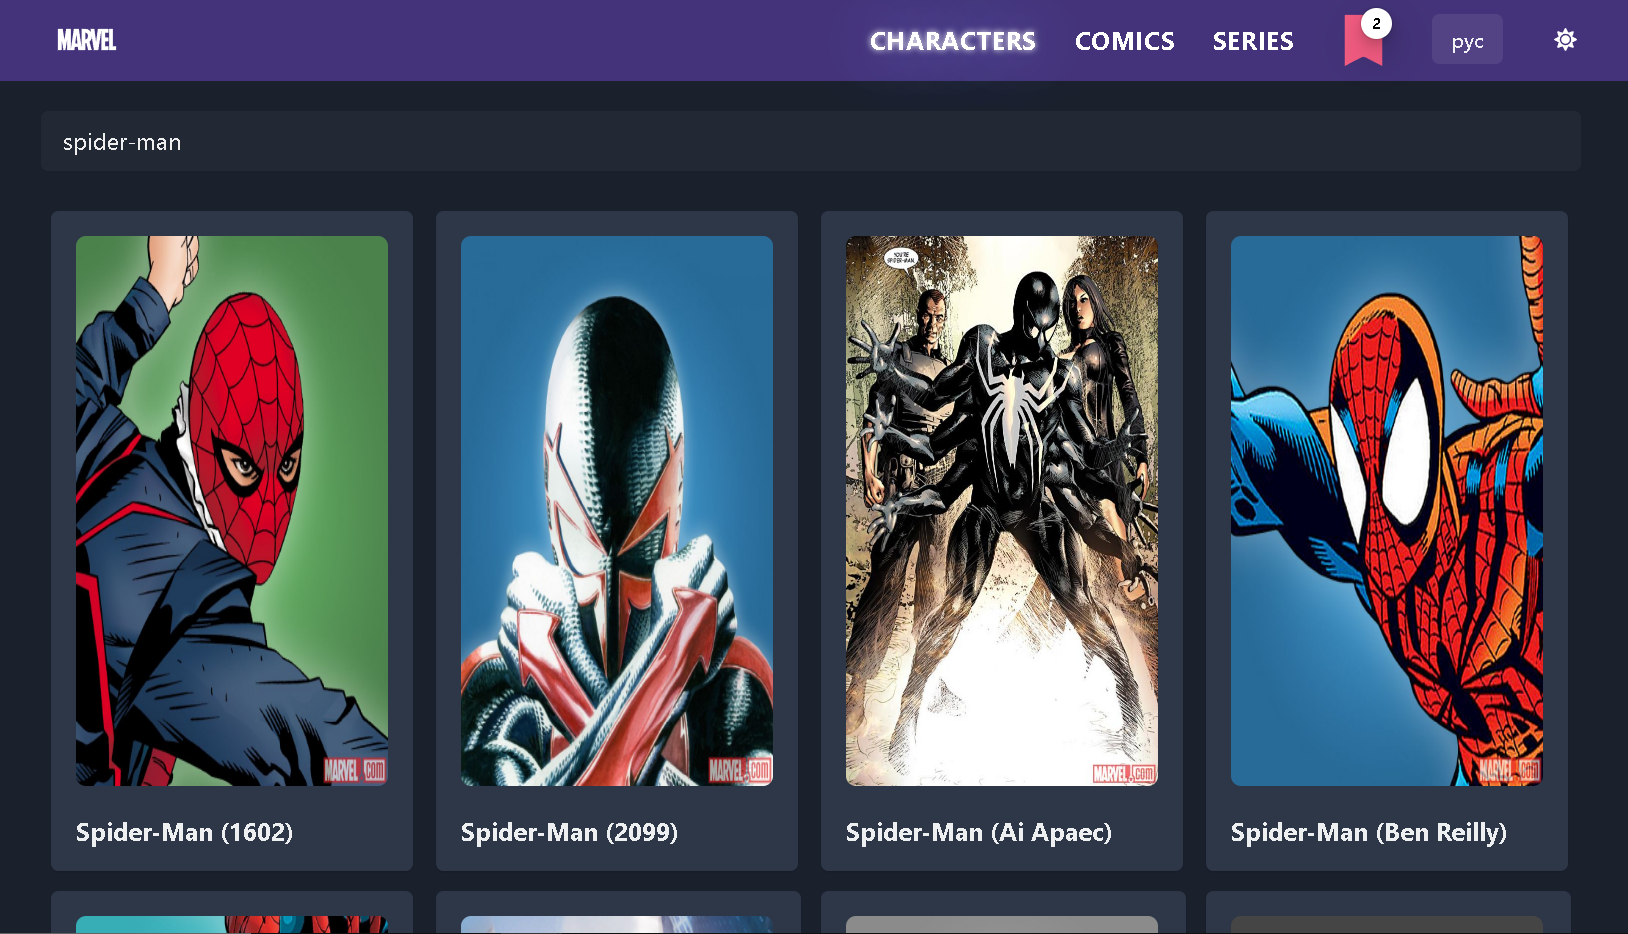 MARVEL
CHARACTERS
COMICS
SERIES
2
рус
spider-man
YOU'RE
SPIDER-MAN.
MARVEL.com
MARVEL.com
MARVEL.com
MARVEL.com
Spider-Man (1602)
Spider-Man (2099)
Spider-Man (Ai Apaec)
Spider-Man (Ben Reilly)